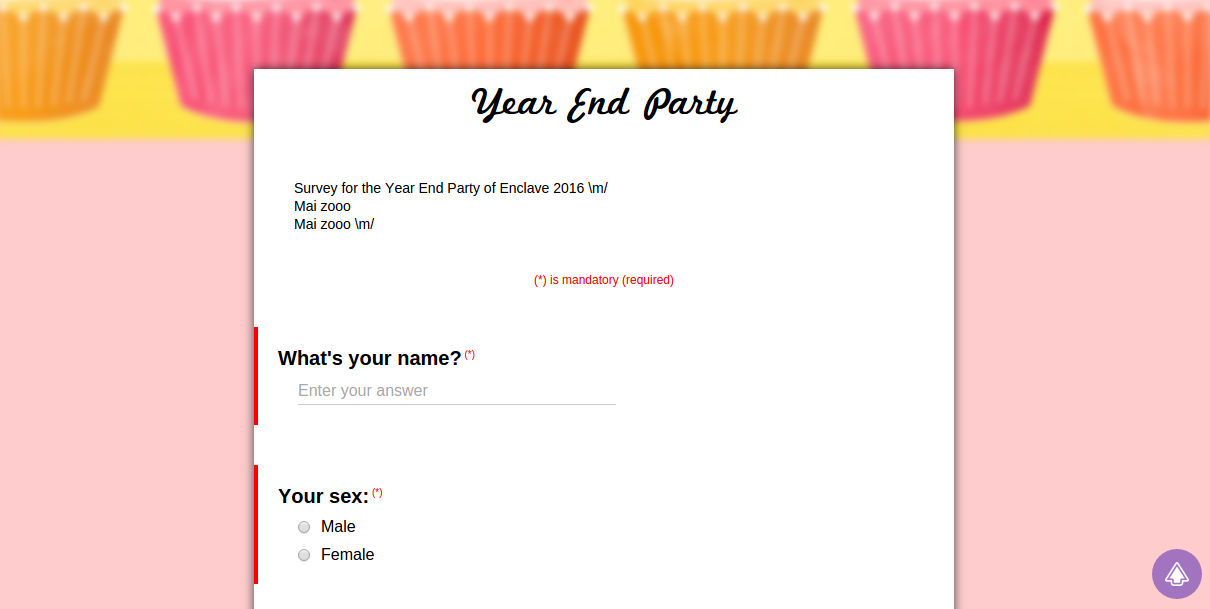 Year End Party
Survey for the Year End Party of Enclave 2016 \m/
Mai zooo
Mai zooo \m/
(*) is mandatory (required)
What's your name? (*)
Enter your answer
Your sex: (*)
Male
Female